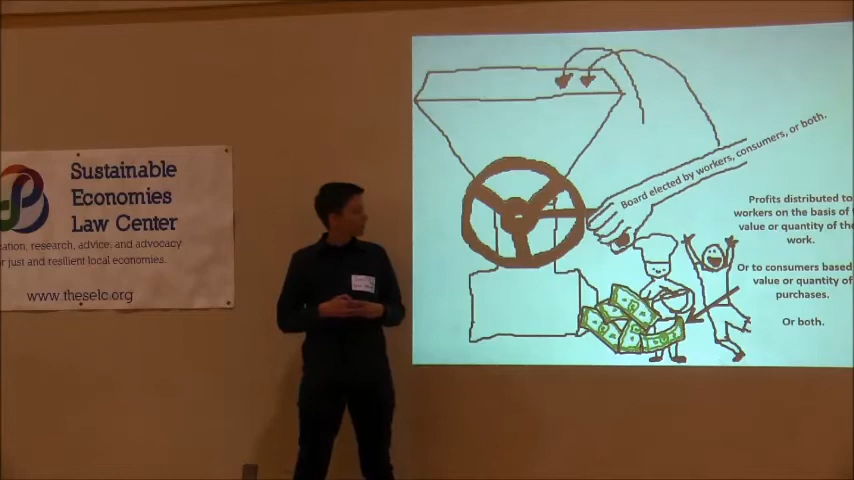 Sustainable
Economies
Law Center
cation, research, advice, and advocacy
or just and resilient local economies.
www.theselc.org
Board elected by workers, consumers, or both.
Profits distributed to
workers on the basis of
value or quantity of the
work.
Or to consumers based
value or quantity of
purchases.
Or both.